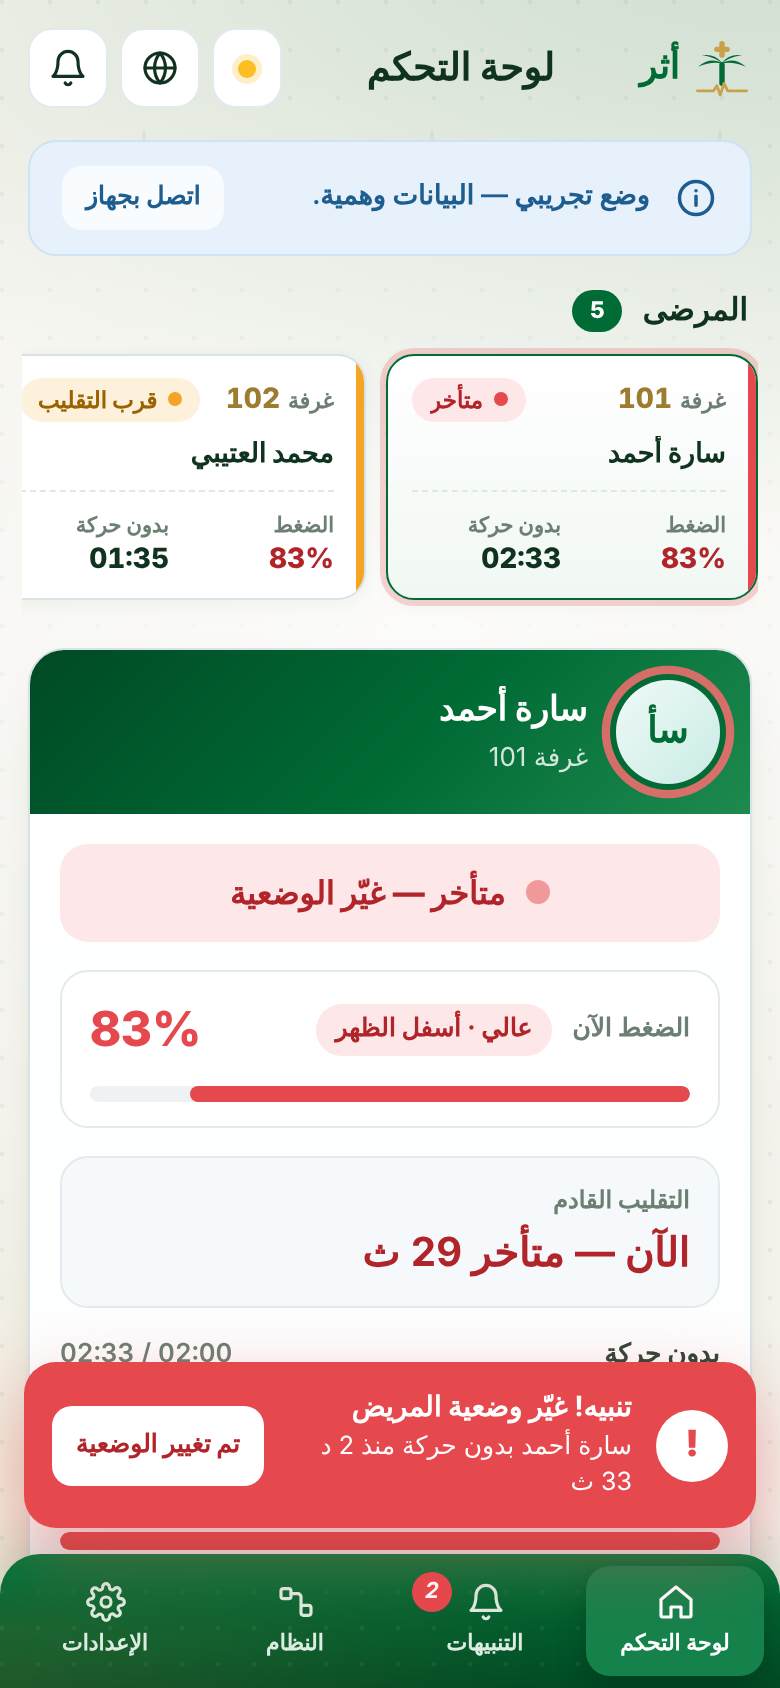 أثر
لوحة التحكم
وضع تجريبي — البيانات وهمية.
اتصل بجهاز
المرضى 5
غرفة 101
متأخر
سارة أحمد
الضغط
بدون حركة
83%
02:33
غرفة 102
قرب التقليب
محمد العتيبي
الضغط
بدون حركة
83%
01:35
سأ
سارة أحمد
غرفة 101
متأخر — غيّر الوضعية
الضغط الآن
عالي · أسفل الظهر
83%
التقليب القادم
الآن — متأخر 29 ث
بدون حركة
02:33 / 02:00
!
تنبيه! غيّر وضعية المريض
سارة أحمد بدون حركة منذ 2 د
33 ث
تم تغيير الوضعية
لوحة التحكم
2
التنبيهات
النظام
الإعدادات